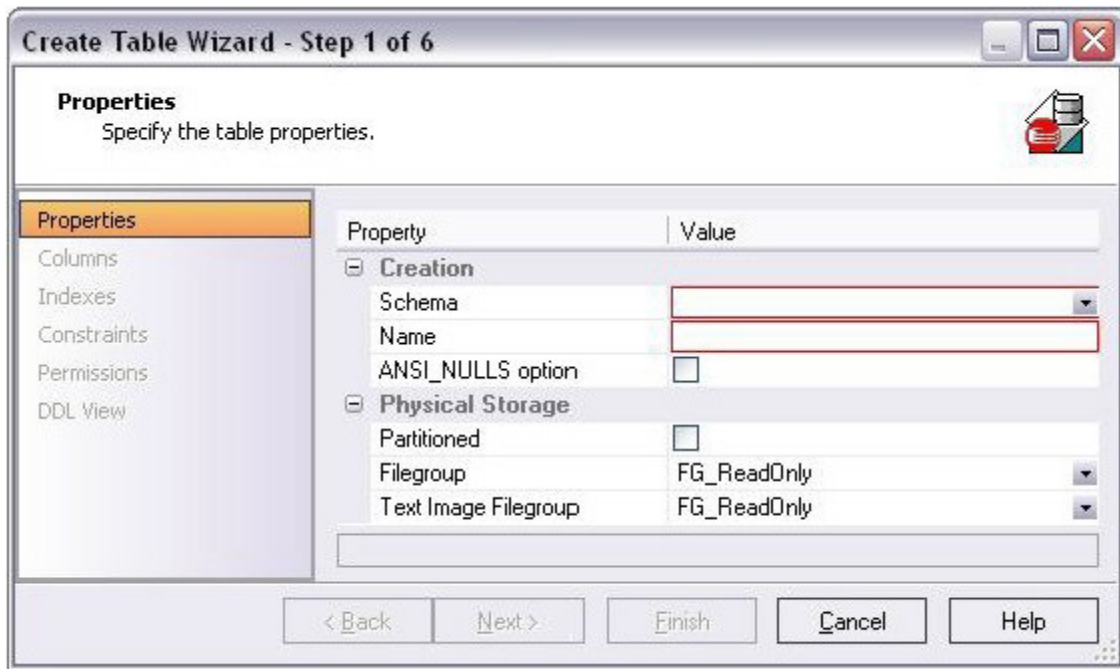 Create Table Wizard - Step 1 of 6
Properties
Specify the table properties.
Properties
Columns
Indexes
Constraints
Permissions
DDL View
Property Value
Creation
Schema
Name
ANSI_NULLS option
Physical Storage
Partitioned
Filegroup FG_ReadOnly
Text Image Filegroup FG_ReadOnly
< Back Next > Finish Cancel Help